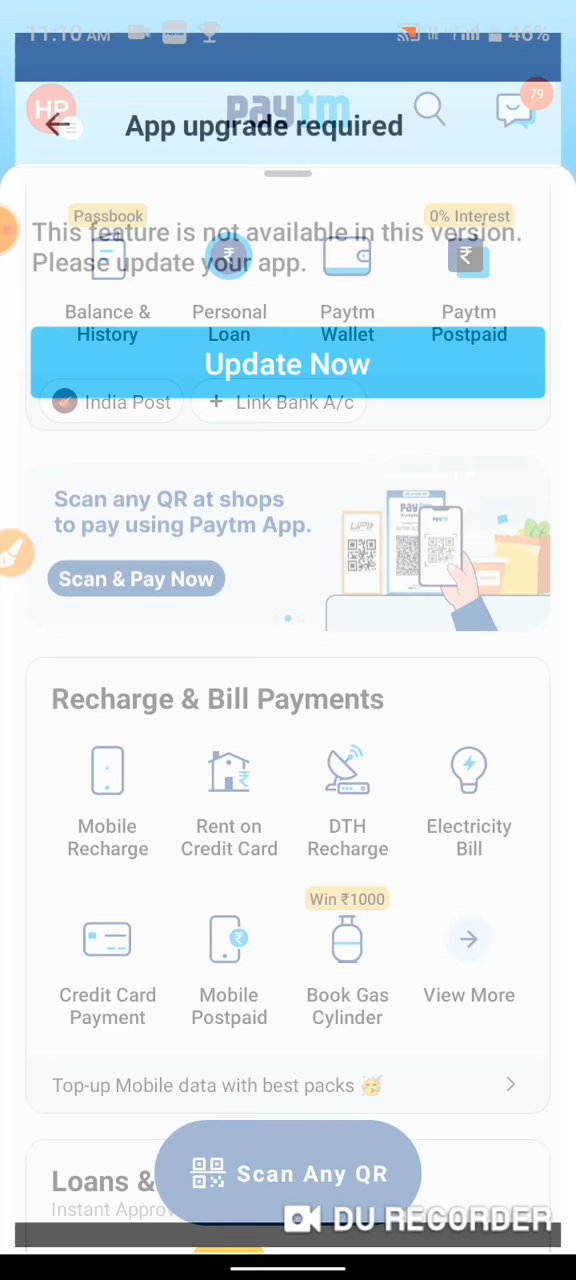 11:10 AM
46%
HP
paytm
79
App upgrade required
This feature is not available in this version.
Please update your app.
Passbook
0% Interest
Balance &
History
Personal
Loan
Paytm
Wallet
Paytm
Postpaid
Update Now
India Post
+ Link Bank A/c
Scan any QR at shops
to pay using Paytm App.
Scan & Pay Now
UPI
Recharge & Bill Payments
Mobile
Recharge
Rent on
Credit Card
DTH
Recharge
Electricity
Bill
Win ₹1000
Credit Card
Payment
Mobile
Postpaid
Book Gas
Cylinder
View More
Top-up Mobile data with best packs 🥳
Loans &
Instant Approv
Scan Any QR
DU RECORDER